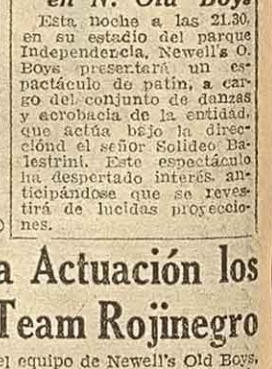 en N. Old Boys
Esta noche a las 21.30,
en su estadio del parque
Independencia, Newell's O.
Boys presentará un es-
pactáculo de patín, a car-
go del conjunto de danzas
y acrobacia de la entidad,
que actúa bajo la direc-
ciónd el señor Solideo Ba-
lestrini. Este espectáculo
ha despertado interés, an-
ticipándose que se reves-
tirá de lucidas proyeccio-
nes.
a Actuación los
Team Rojinegro
el equipo de Newell's Old Boys,